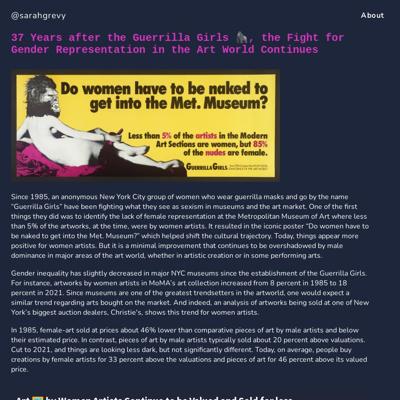 @sarahgrevy
About
37 Years after the Guerrilla Girls 🦍, the Fight for
Gender Representation in the Art World Continues
Do women have to be naked to
get into the Met. Museum?
Less than 5% of the artists in the Modern
Art Sections are women, but 85%
of the nudes are female.
GUERRILLA GIRLS
Since 1985, an anonymous New York City group of women who wear guerrilla masks and go by the name
"Guerrilla Girls" have been fighting what they see as sexism in museums and the art market. One of the first
things they did was to identify the lack of female representation at the Metropolitan Museum of Art where less
than 5% of the artworks, at the time, were by women artists. It resulted in the iconic poster "Do women have to
be naked to get into the Met. Museum?" which helped shift the cultural trajectory. Today, things appear more
positive for women artists. But it is a minimal improvement that continues to be overshadowed by male
dominance in major areas of the art world, whether in artistic creation or in some performing arts.
Gender inequality has slightly decreased in major NYC museums since the establishment of the Guerrilla Girls.
For instance, artworks by women artists in MoMA's art collection increased from 8 percent in 1985 to 18
percent in 2021. Since museums are one of the greatest trendsetters in the artworld, one would expect a
similar trend regarding arts bought on the market. And indeed, an analysis of artworks being sold at one of New
York's biggest auction dealers, Christie's, shows this trend for women artists.
In 1985, female-art sold at prices about 46% lower than comparative pieces of art by male artists and below
their estimated price. In contrast, pieces of art by male artists typically sold about 20 percent above valuations.
Cut to 2021, and things are looking less dark, but not significantly different. Today, on average, people buy
creations by female artists for 33 percent above the valuations and pieces of art for 46 percent above its valued
price.
Art 🖼 by Women Artists Continue to be Valued and Sold for less